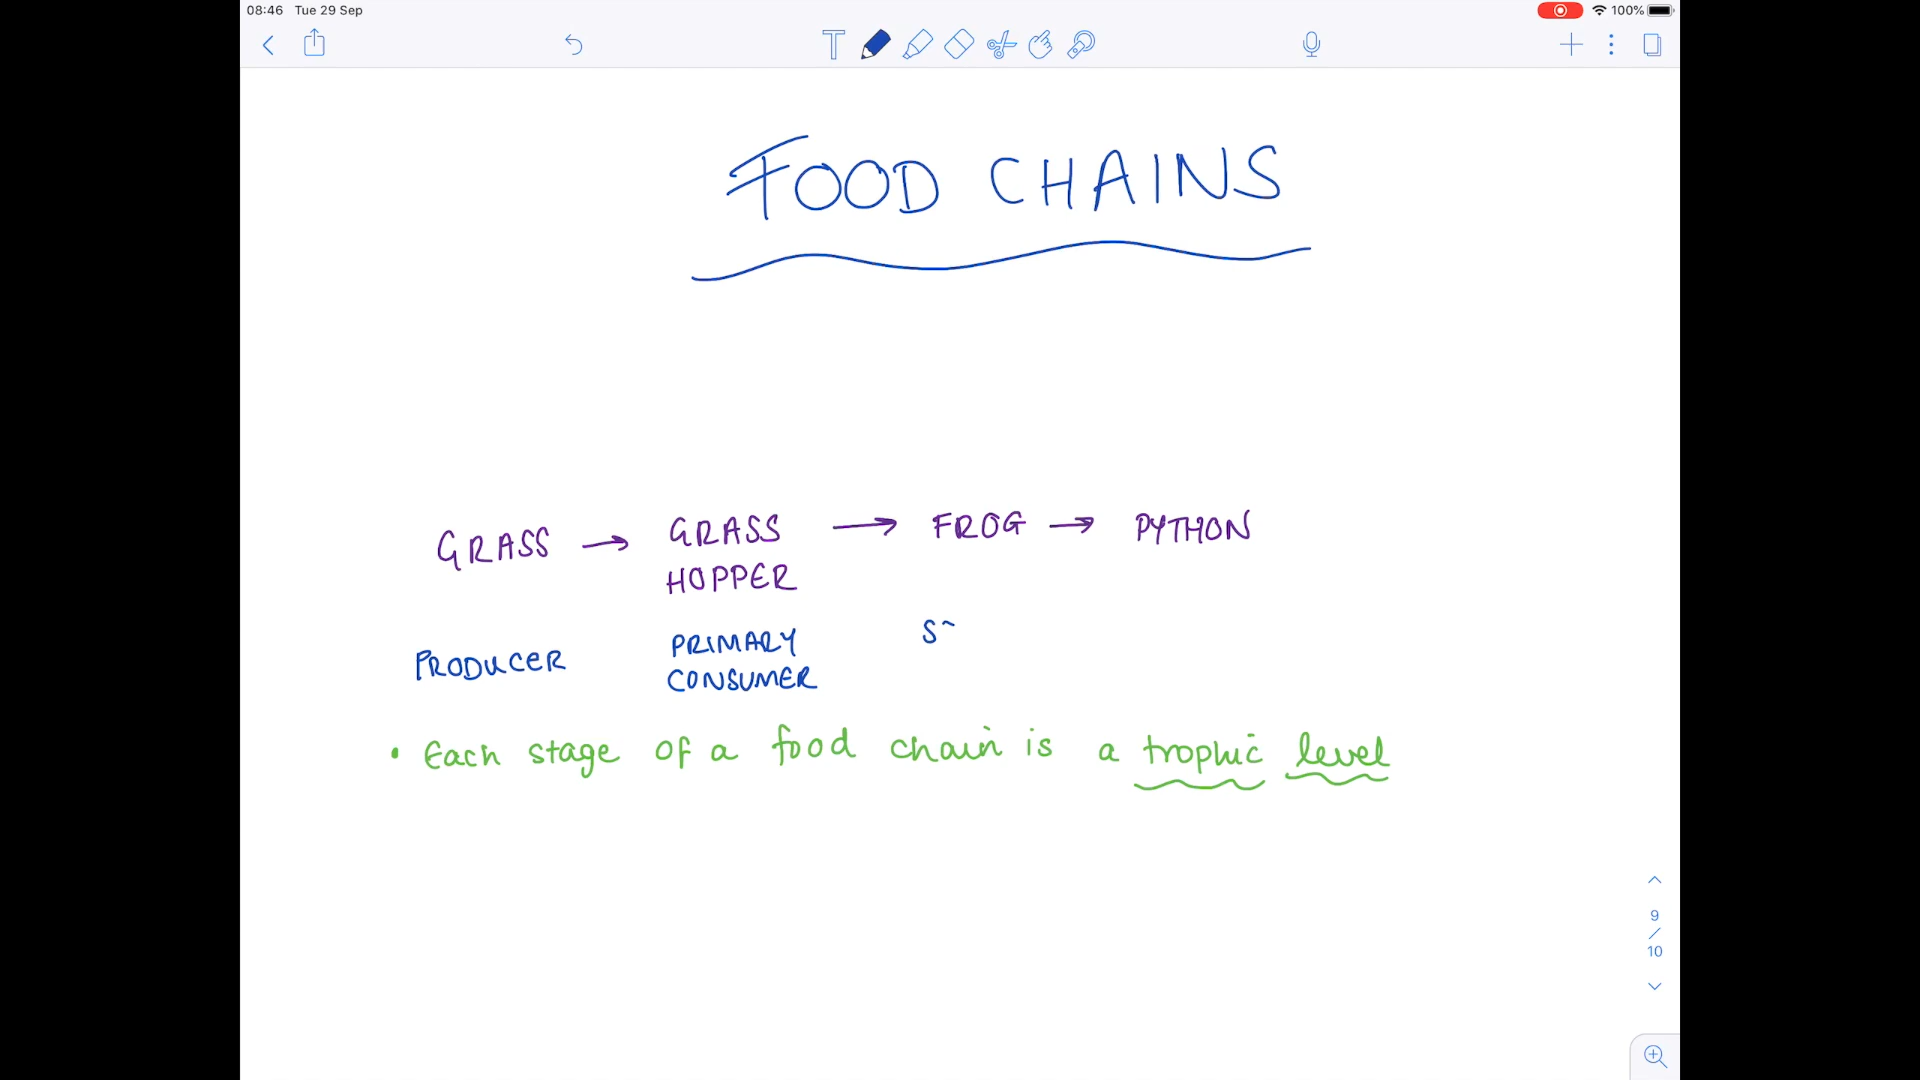 08:46 Tue 29 Sep 100%
T
FOOD CHAINS
GRASS → GRASS → FROG → PYTHON
HOPPER
PRODUCER PRIMARY S
CONSUMER
• Each stage of a food chain is a trophic level
9
/
10